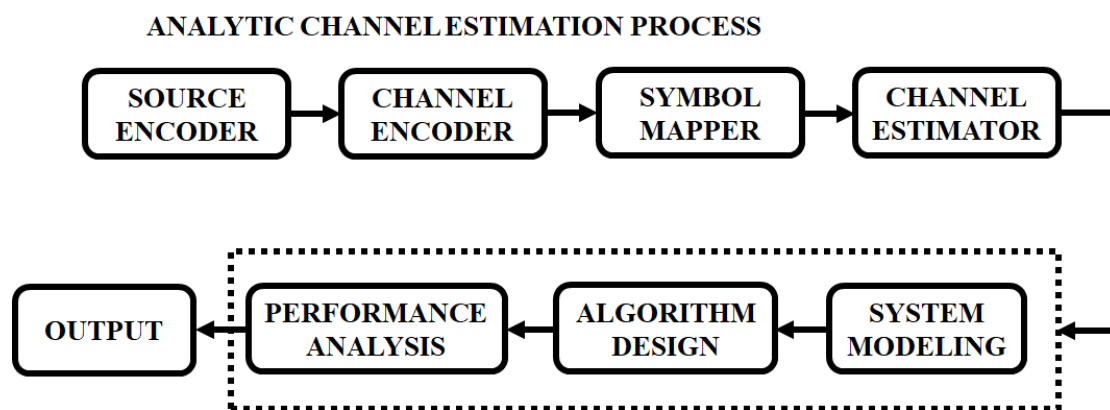 ANALYTIC CHANNEL ESTIMATION PROCESS
SOURCE
ENCODER
CHANNEL
ENCODER
SYMBOL
MAPPER
CHANNEL
ESTIMATOR
SYSTEM
MODELING
ALGORITHM
DESIGN
PERFORMANCE
ANALYSIS
OUTPUT